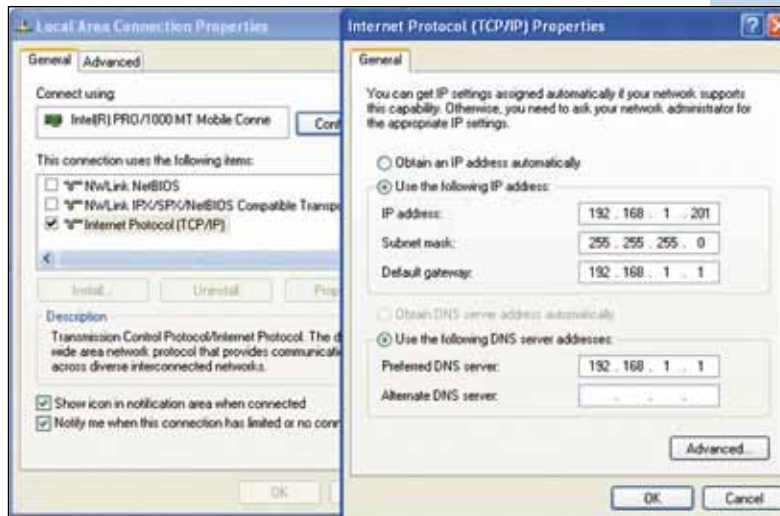 Local Area Connection Properties
General
Advanced
Connect using:
Intel(R) PRO/1000 MT Mobile Conne
Conf
This connection uses the following items:
NWLink NetBIOS
NWLink IPX/SPX/NetBIOS Compatible Transpo
Internet Protocol (TCP/IP)
Install...
Uninstall
Prop
Description
Transmission Control Protocol/Internet Protocol. The d
wide area network protocol that provides communicati
across diverse interconnected networks.
Show icon in notification area when connected
Notify me when this connection has limited or no conn
OK
Internet Protocol (TCP/IP) Properties
General
You can get IP settings assigned automatically if your network supports
this capability. Otherwise, you need to ask your network administrator for
the appropriate IP settings.
Obtain an IP address automatically
Use the following IP address:
IP address: 192 . 168 . 1 . 201
Subnet mask: 255 . 255 . 255 . 0
Default gateway: 192 . 168 . 1 . 1
Obtain DNS server address automatically
Use the following DNS server addresses:
Preferred DNS server: 192 . 168 . 1 . 1
Alternate DNS server: . . .
Advanced...
OK
Cancel